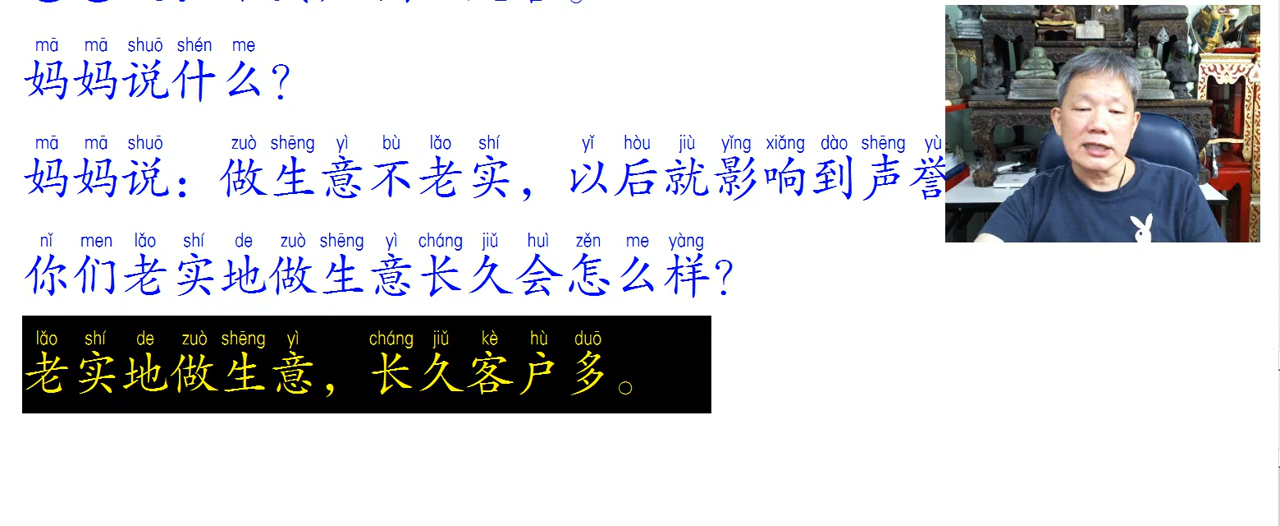 mā mā shuō shén me
妈妈说什么？
mā mā shuō zuò shēng yì bù lǎo shí yǐ hòu jiù yǐng xiǎng dào shēng yù
妈妈说：做生意不老实，以后就影响到声誉
nǐ men lǎo shí de zuò shēng yì cháng jiǔ huì zěn me yàng
你们老实地做生意长久会怎么样？
lǎo shí de zuò shēng yì cháng jiǔ kè hù duō
老实地做生意，长久客户多。